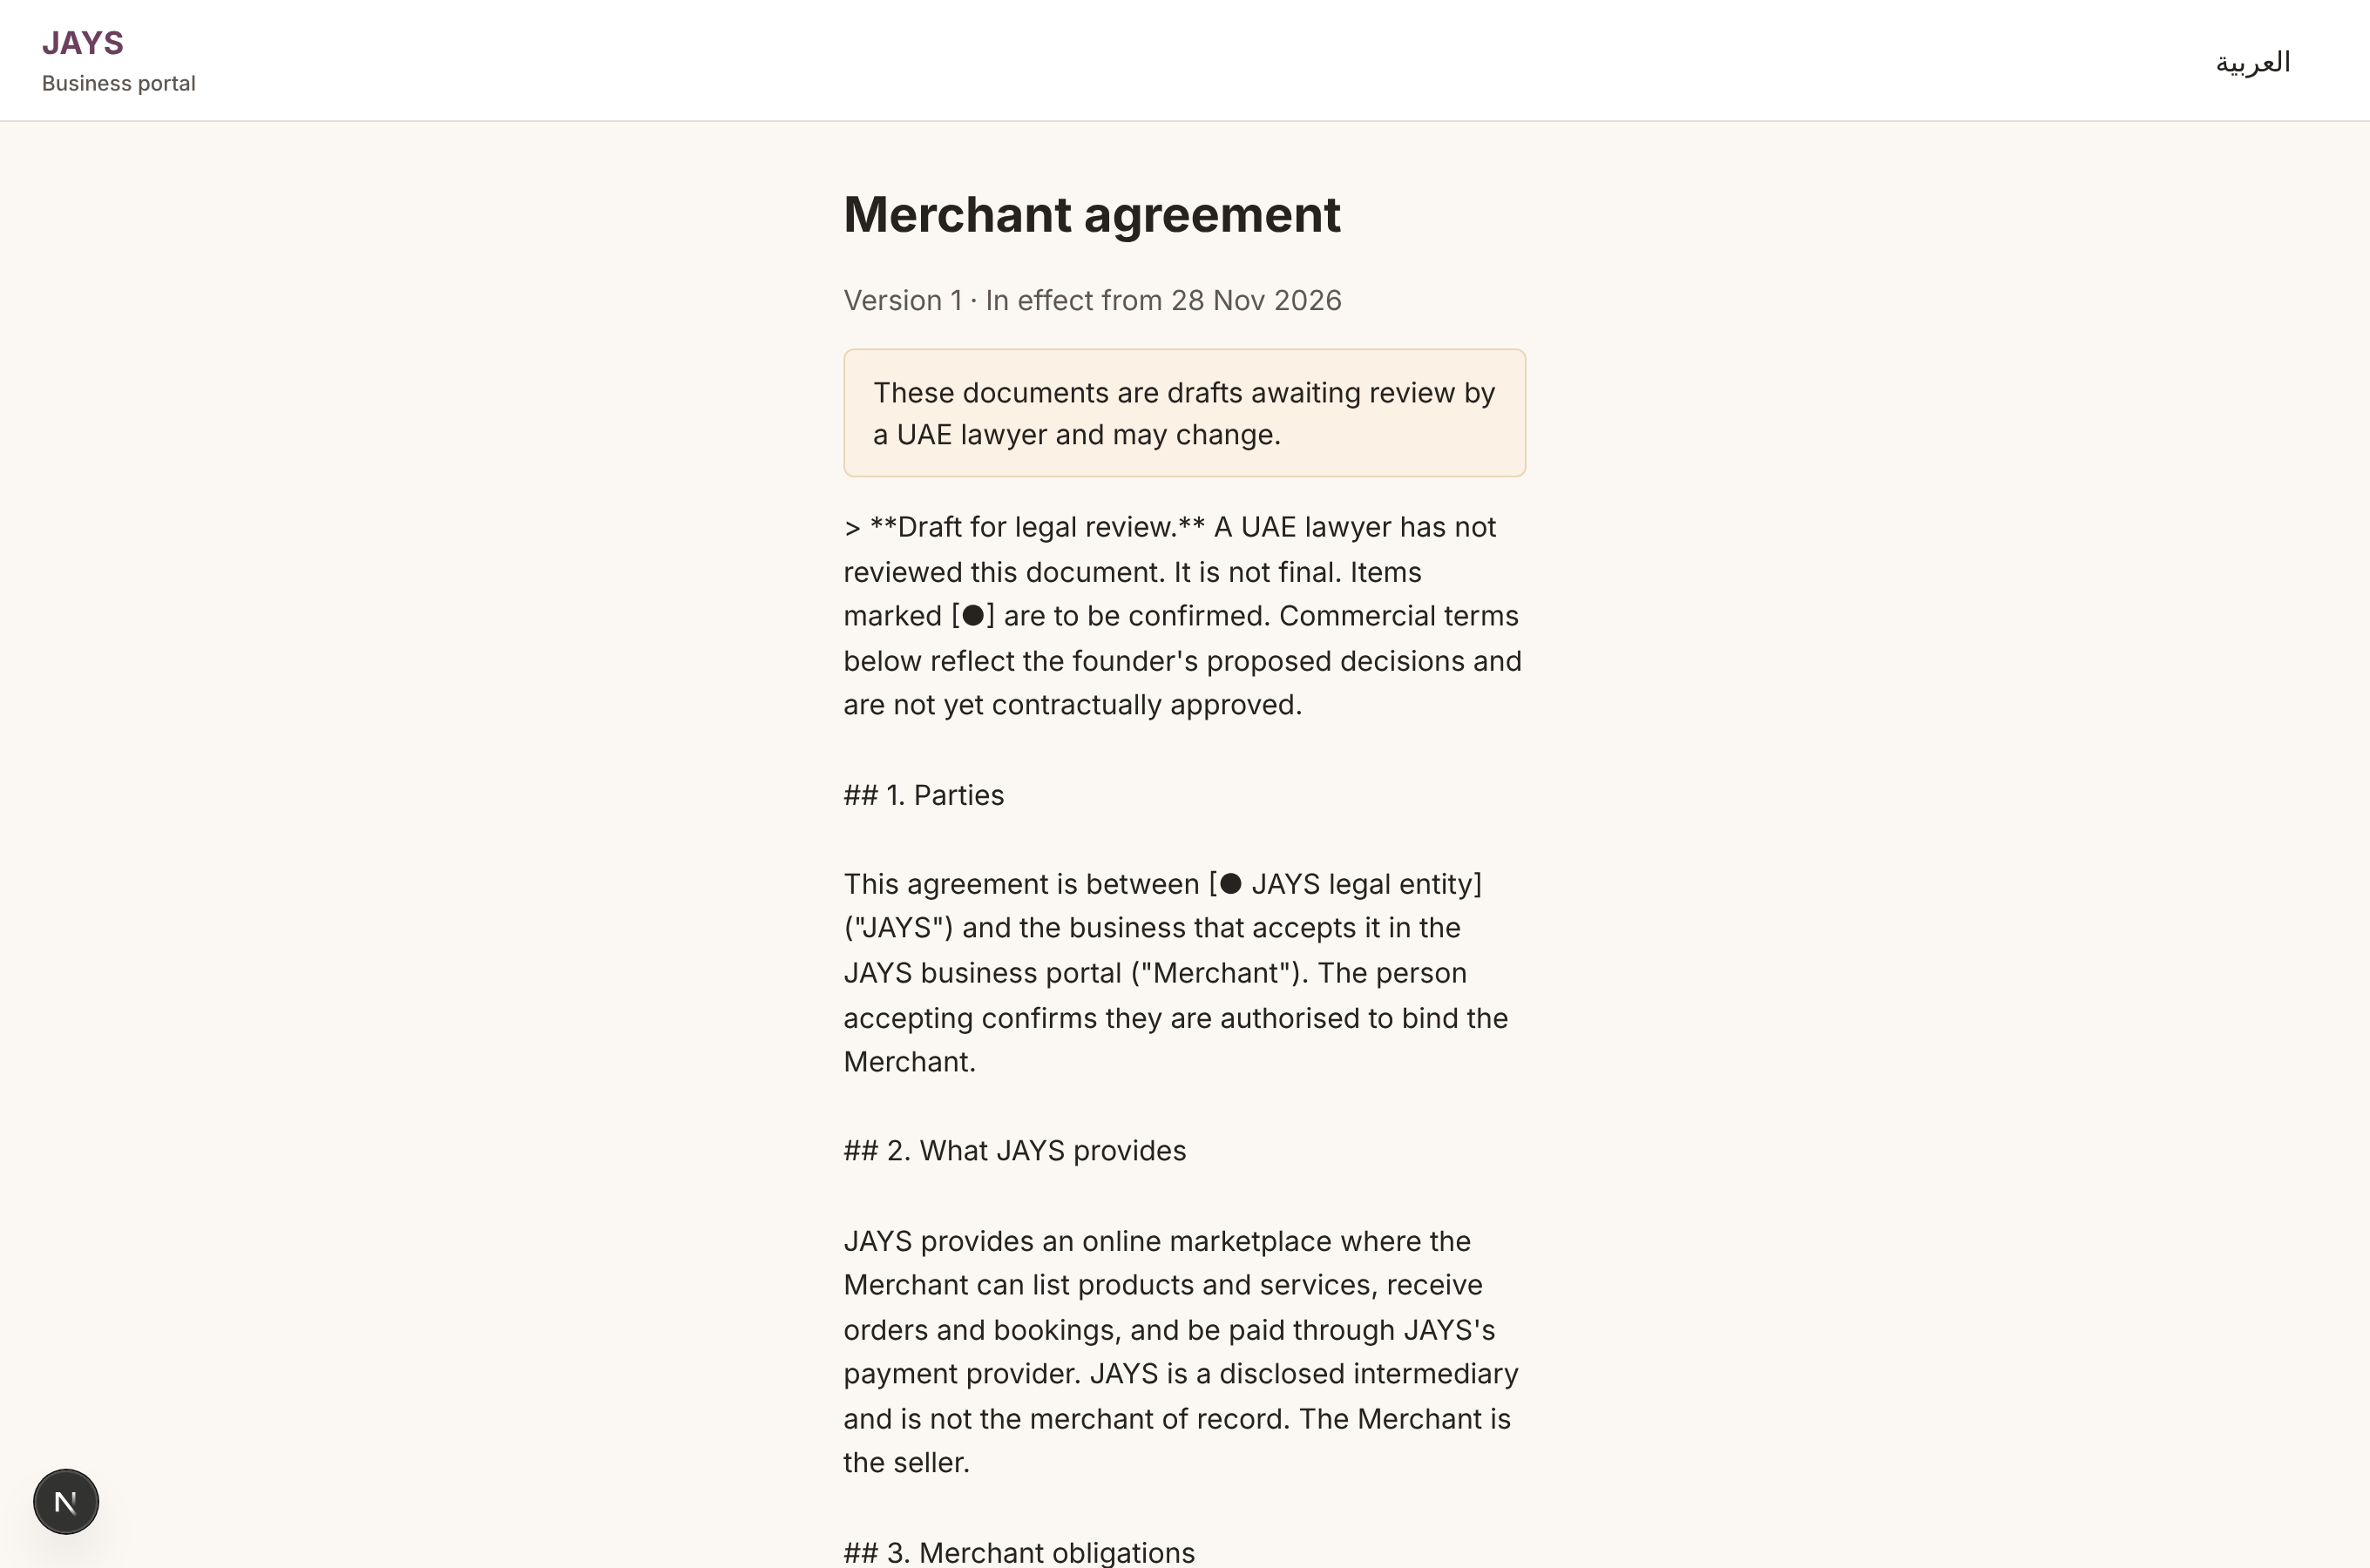 JAYS
Business portal
العربية
Merchant agreement
Version 1 · In effect from 28 Nov 2026
These documents are drafts awaiting review by
a UAE lawyer and may change.
> **Draft for legal review.** A UAE lawyer has not
reviewed this document. It is not final. Items
marked [●] are to be confirmed. Commercial terms
below reflect the founder's proposed decisions and
are not yet contractually approved.
## 1. Parties
This agreement is between [● JAYS legal entity]
("JAYS") and the business that accepts it in the
JAYS business portal ("Merchant"). The person
accepting confirms they are authorised to bind the
Merchant.
## 2. What JAYS provides
JAYS provides an online marketplace where the
Merchant can list products and services, receive
orders and bookings, and be paid through JAYS's
payment provider. JAYS is a disclosed intermediary
and is not the merchant of record. The Merchant is
the seller.
N
## 3. Merchant obligations